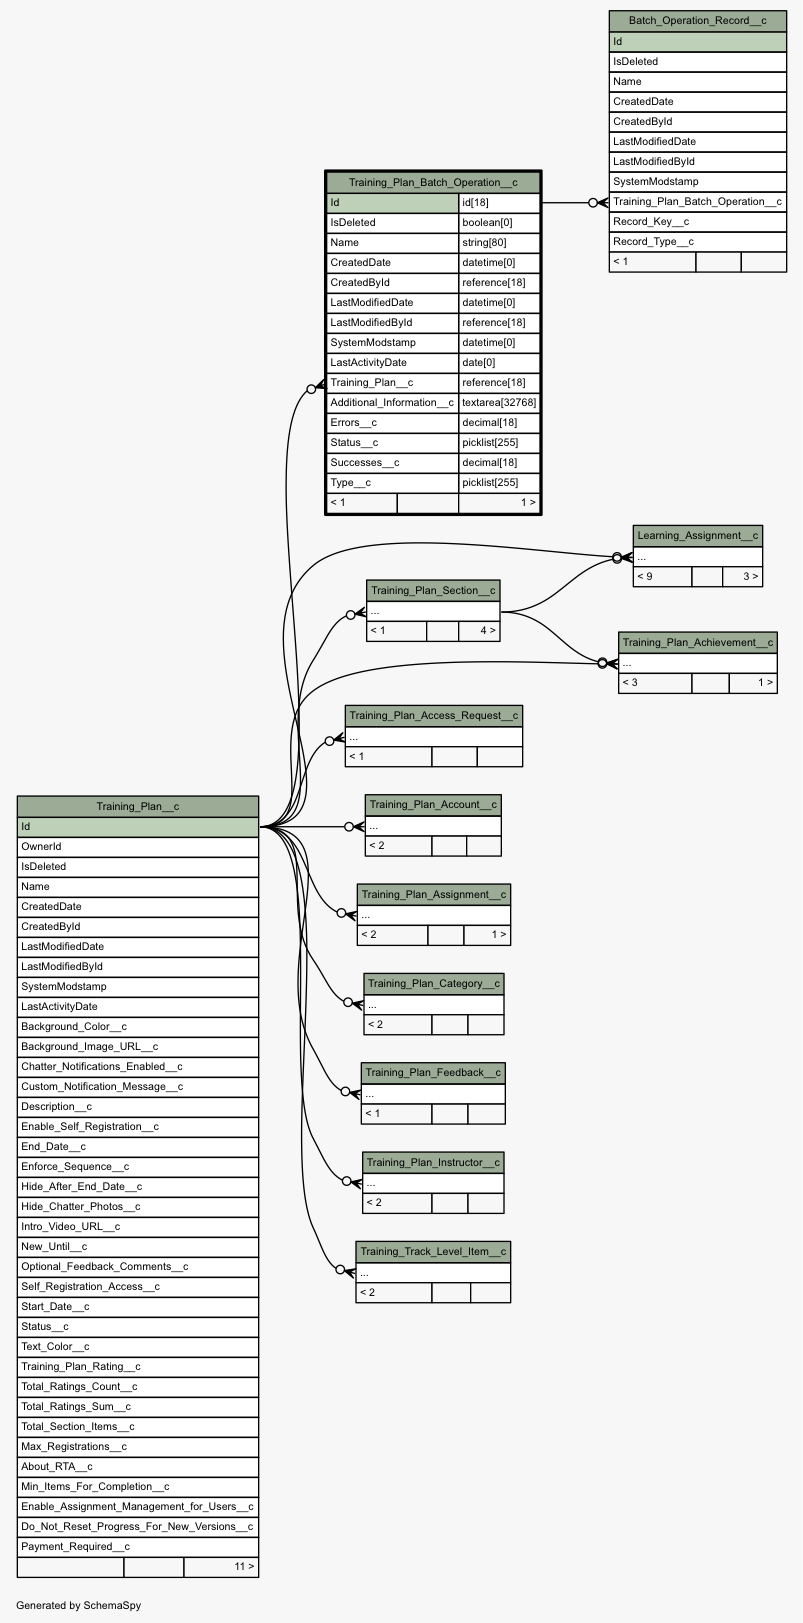 Batch_Operation_Record__c
Id
IsDeleted
Name
CreatedDate
CreatedById
LastModifiedDate
LastModifiedById
SystemModstamp
Training_Plan_Batch_Operation__c
Record_Key__c
Record_Type__c
< 1
Training_Plan_Batch_Operation__c
Id id[18]
IsDeleted boolean[0]
Name string[80]
CreatedDate datetime[0]
CreatedById reference[18]
LastModifiedDate datetime[0]
LastModifiedById reference[18]
SystemModstamp datetime[0]
LastActivityDate date[0]
Training_Plan__c reference[18]
Additional_Information__c textarea[32768]
Errors__c decimal[18]
Status__c picklist[255]
Successes__c decimal[18]
Type__c picklist[255]
< 1 1 >
Learning_Assignment__c
...
< 9 3 >
Training_Plan_Section__c
...
< 1 4 >
Training_Plan_Achievement__c
...
< 3 1 >
Training_Plan_Access_Request__c
...
< 1
Training_Plan_Account__c
...
< 2
Training_Plan_Assignment__c
...
< 2 1 >
Training_Plan_Category__c
...
< 2
Training_Plan_Feedback__c
...
< 1
Training_Plan_Instructor__c
...
< 2
Training_Track_Level_Item__c
...
< 2
Training_Plan__c
Id
OwnerId
IsDeleted
Name
CreatedDate
CreatedById
LastModifiedDate
LastModifiedById
SystemModstamp
LastActivityDate
Background_Color__c
Background_Image_URL__c
Chatter_Notifications_Enabled__c
Custom_Notification_Message__c
Description__c
Enable_Self_Registration__c
End_Date__c
Enforce_Sequence__c
Hide_After_End_Date__c
Hide_Chatter_Photos__c
Intro_Video_URL__c
New_Until__c
Optional_Feedback_Comments__c
Self_Registration_Access__c
Start_Date__c
Status__c
Text_Color__c
Training_Plan_Rating__c
Total_Ratings_Count__c
Total_Ratings_Sum__c
Total_Section_Items__c
Max_Registrations__c
About_RTA__c
Min_Items_For_Completion__c
Enable_Assignment_Management_for_Users__c
Do_Not_Reset_Progress_For_New_Versions__c
Payment_Required__c
11 >
Generated by SchemaSpy